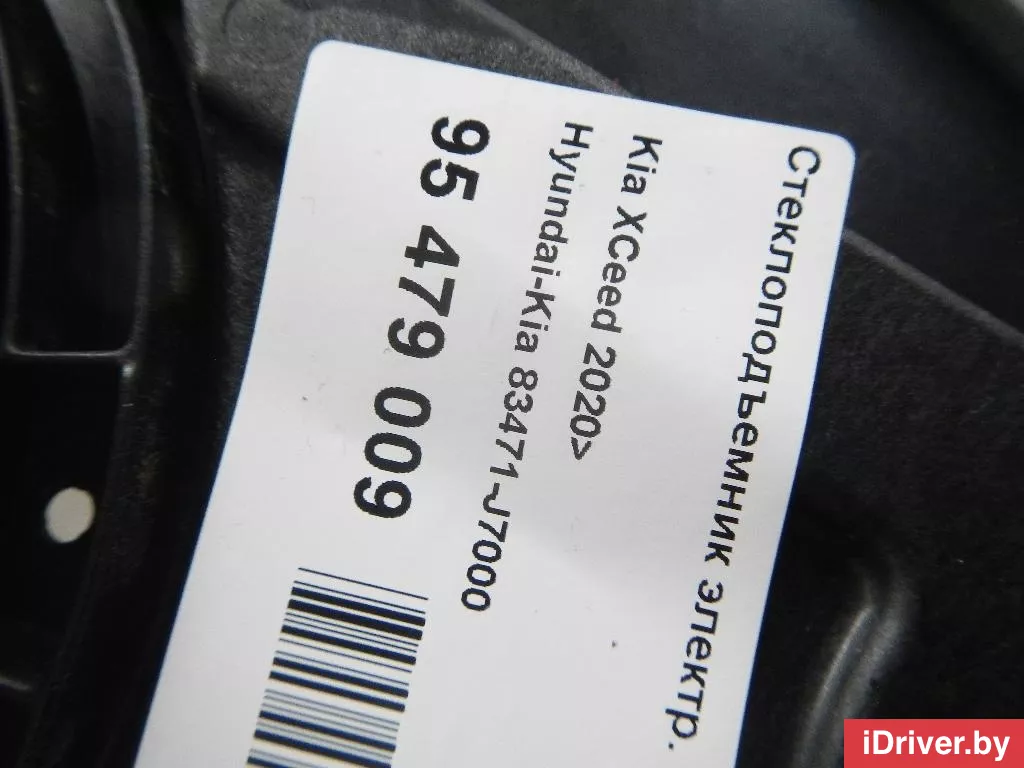 Стеклоподъемник электр.
Kia XCeed 2020>
Hyundai-Kia 83471-J7000
95 479 009
iDriver.by